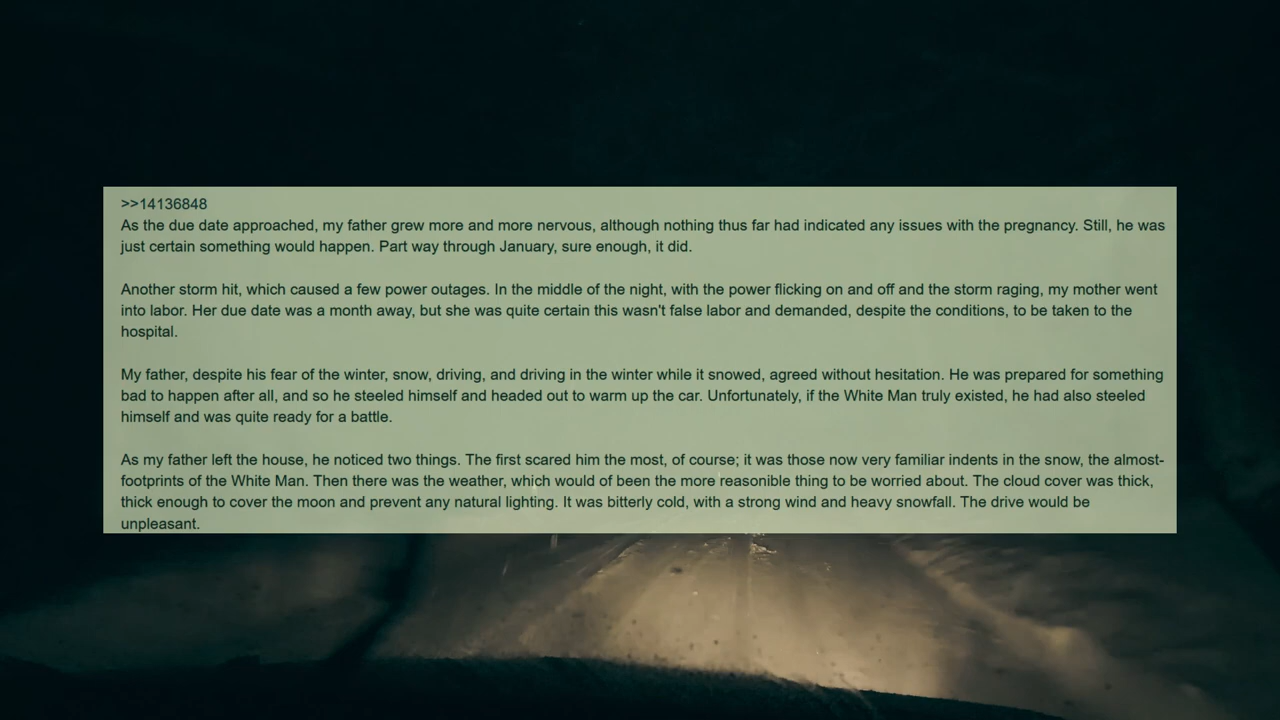 >>14136848
As the due date approached, my father grew more and more nervous, although nothing thus far had indicated any issues with the pregnancy. Still, he was
just certain something would happen. Part way through January, sure enough, it did.
Another storm hit, which caused a few power outages. In the middle of the night, with the power flicking on and off and the storm raging, my mother went
into labor. Her due date was a month away, but she was quite certain this wasn't false labor and demanded, despite the conditions, to be taken to the
hospital.
My father, despite his fear of the winter, snow, driving, and driving in the winter while it snowed, agreed without hesitation. He was prepared for something
bad to happen after all, and so he steeled himself and headed out to warm up the car. Unfortunately, if the White Man truly existed, he had also steeled
himself and was quite ready for a battle.
As my father left the house, he noticed two things. The first scared him the most, of course; it was those now very familiar indents in the snow, the almost-
footprints of the White Man. Then there was the weather, which would of been the more reasonible thing to be worried about. The cloud cover was thick,
thick enough to cover the moon and prevent any natural lighting. It was bitterly cold, with a strong wind and heavy snowfall. The drive would be
unpleasant.